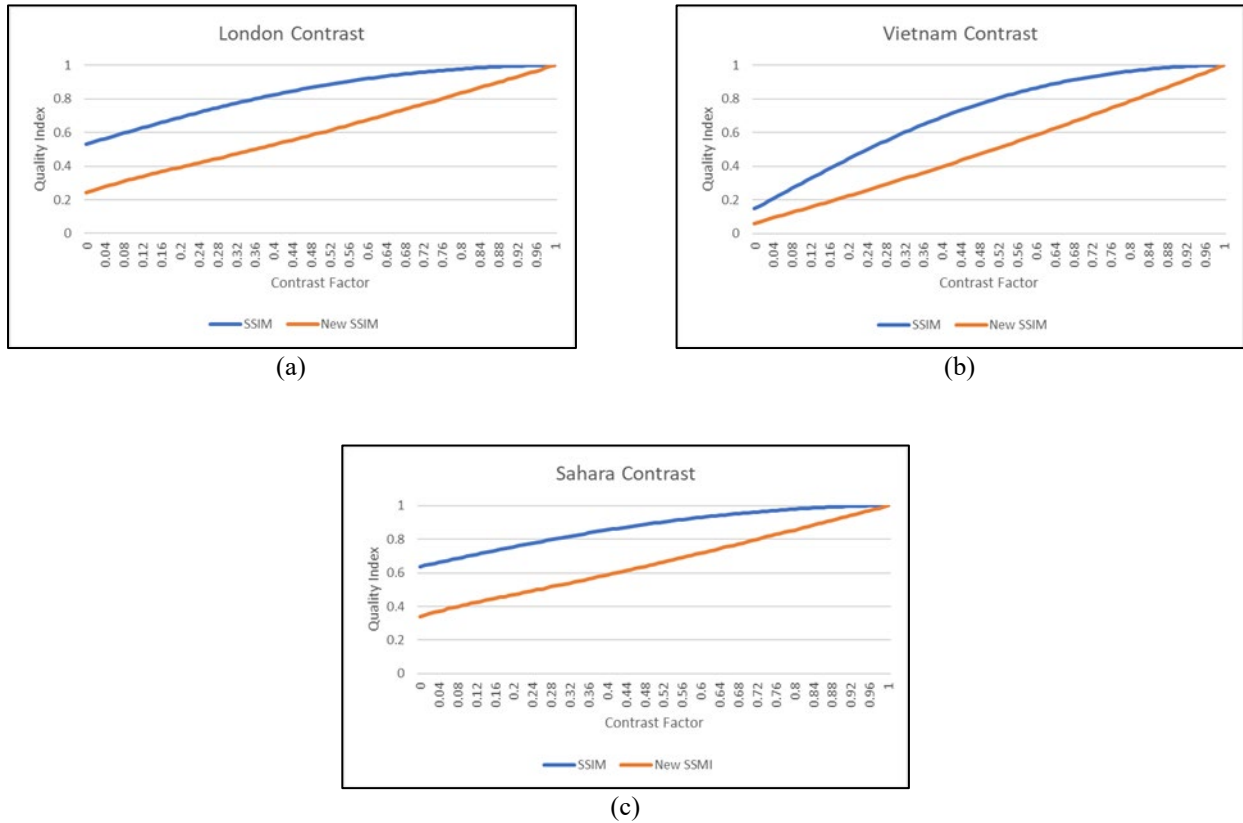 London Contrast
1
0.8
0.6
0.4
0.2
0
Quality Index
0 0.04 0.08 0.12 0.16 0.2 0.24 0.28 0.32 0.36 0.4 0.44 0.48 0.52 0.56 0.6 0.64 0.68 0.72 0.76 0.8 0.84 0.88 0.92 0.96 1
Contrast Factor
SSIM New SSIM
(a)
Vietnam Contrast
1
0.8
0.6
0.4
0.2
0
Quality Index
0 0.04 0.08 0.12 0.16 0.2 0.24 0.28 0.32 0.36 0.4 0.44 0.48 0.52 0.56 0.6 0.64 0.68 0.72 0.76 0.8 0.84 0.88 0.92 0.96 1
Contrast Factor
SSIM New SSIM
(b)
Sahara Contrast
1
0.8
0.6
0.4
0.2
0
Quality Index
0 0.04 0.08 0.12 0.16 0.2 0.24 0.28 0.32 0.36 0.4 0.44 0.48 0.52 0.56 0.6 0.64 0.68 0.72 0.76 0.8 0.84 0.88 0.92 0.96 1
Contrast Factor
SSIM New SSMI
(c)